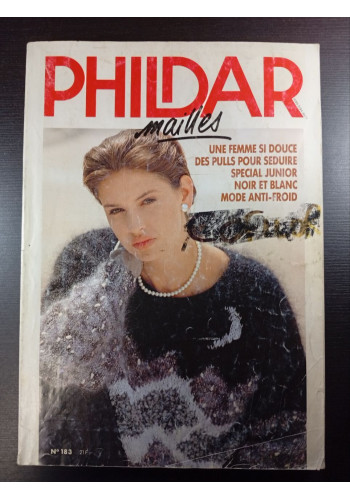 PHILDAR
mailles
UNE FEMME SI DOUCE
DES PULLS POUR SEDUIRE
SPECIAL JUNIOR
NOIR ET BLANC
MODE ANTI-FROID
N° 183